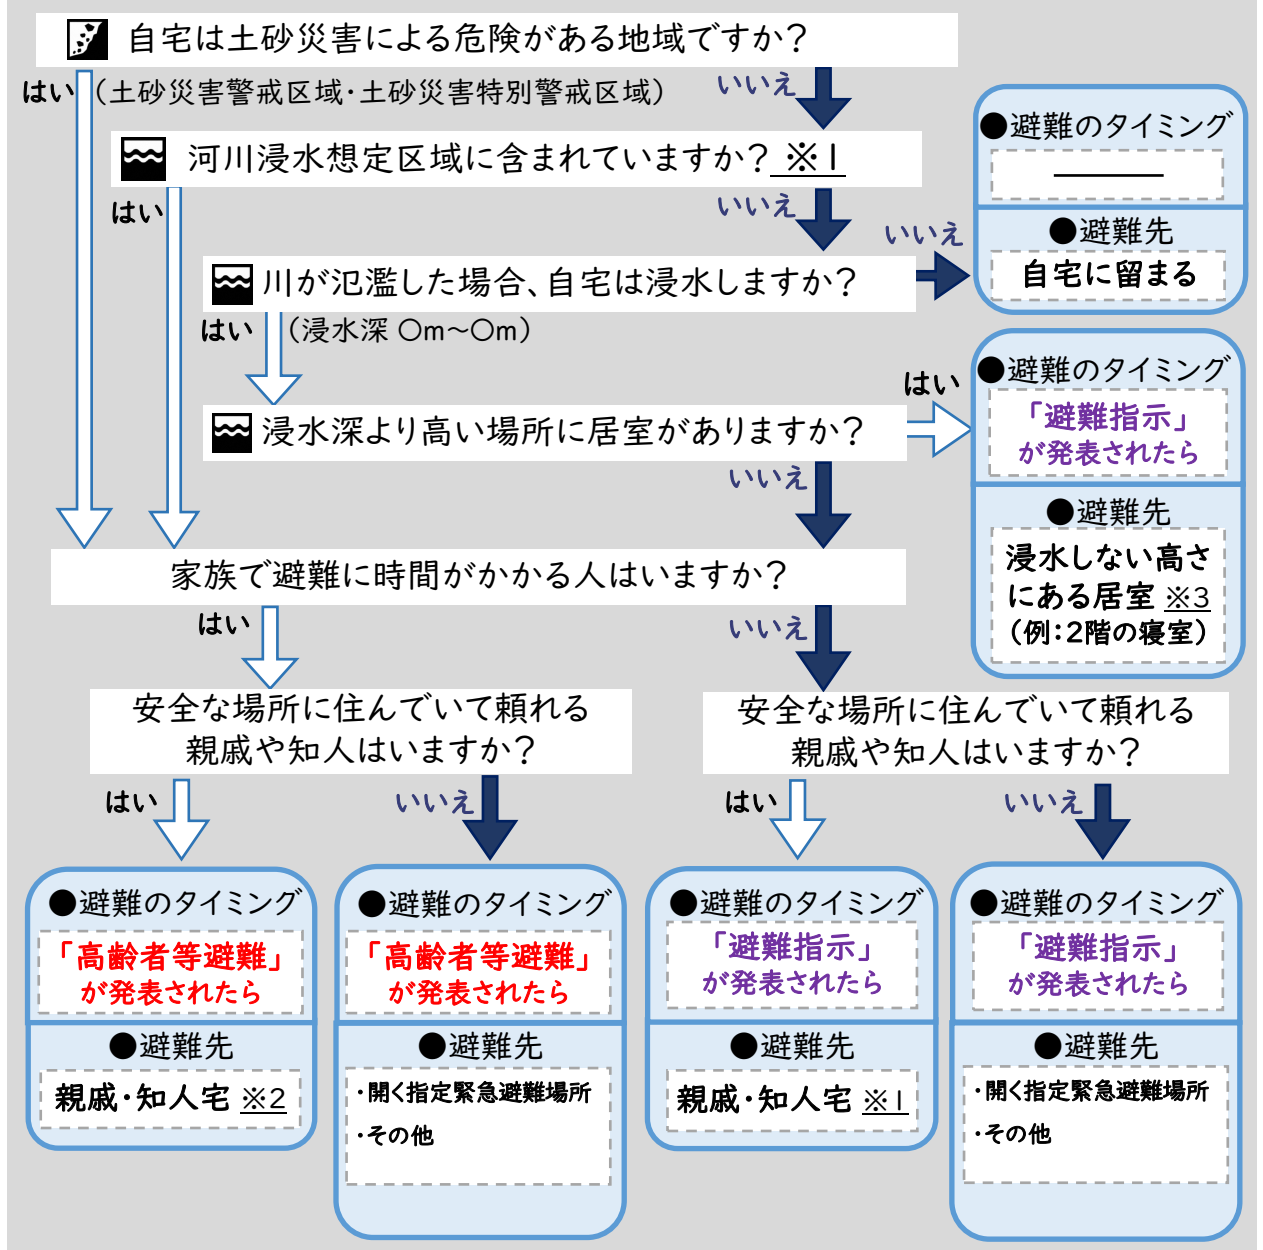 自宅は土砂災害による危険がある地域ですか？
はい
（土砂災害警戒区域・土砂災害特別警戒区域）
いいえ
河川浸水想定区域に含まれていますか？※1
はい
いいえ
川が氾濫した場合、自宅は浸水しますか？
いいえ
はい
（浸水深 〇m～〇m）
●避難のタイミング
————
●避難先
自宅に留まる
浸水深より高い場所に居室がありますか？
はい
いいえ
●避難のタイミング
「避難指示」
が発表されたら
●避難先
浸水しない高さ
にある居室 ※3
（例：2階の寝室）
家族で避難に時間がかかる人はいますか？
はい
いいえ
安全な場所に住んでいて頼れる
親戚や知人はいますか？
はい
いいえ
安全な場所に住んでいて頼れる
親戚や知人はいますか？
はい
いいえ
●避難のタイミング
「高齢者等避難」
が発表されたら
●避難先
親戚・知人宅 ※2
●避難のタイミング
「高齢者等避難」
が発表されたら
●避難先
・開く指定緊急避難場所
・その他
●避難のタイミング
「避難指示」
が発表されたら
●避難先
親戚・知人宅 ※1
●避難のタイミング
「避難指示」
が発表されたら
●避難先
・開く指定緊急避難場所
・その他